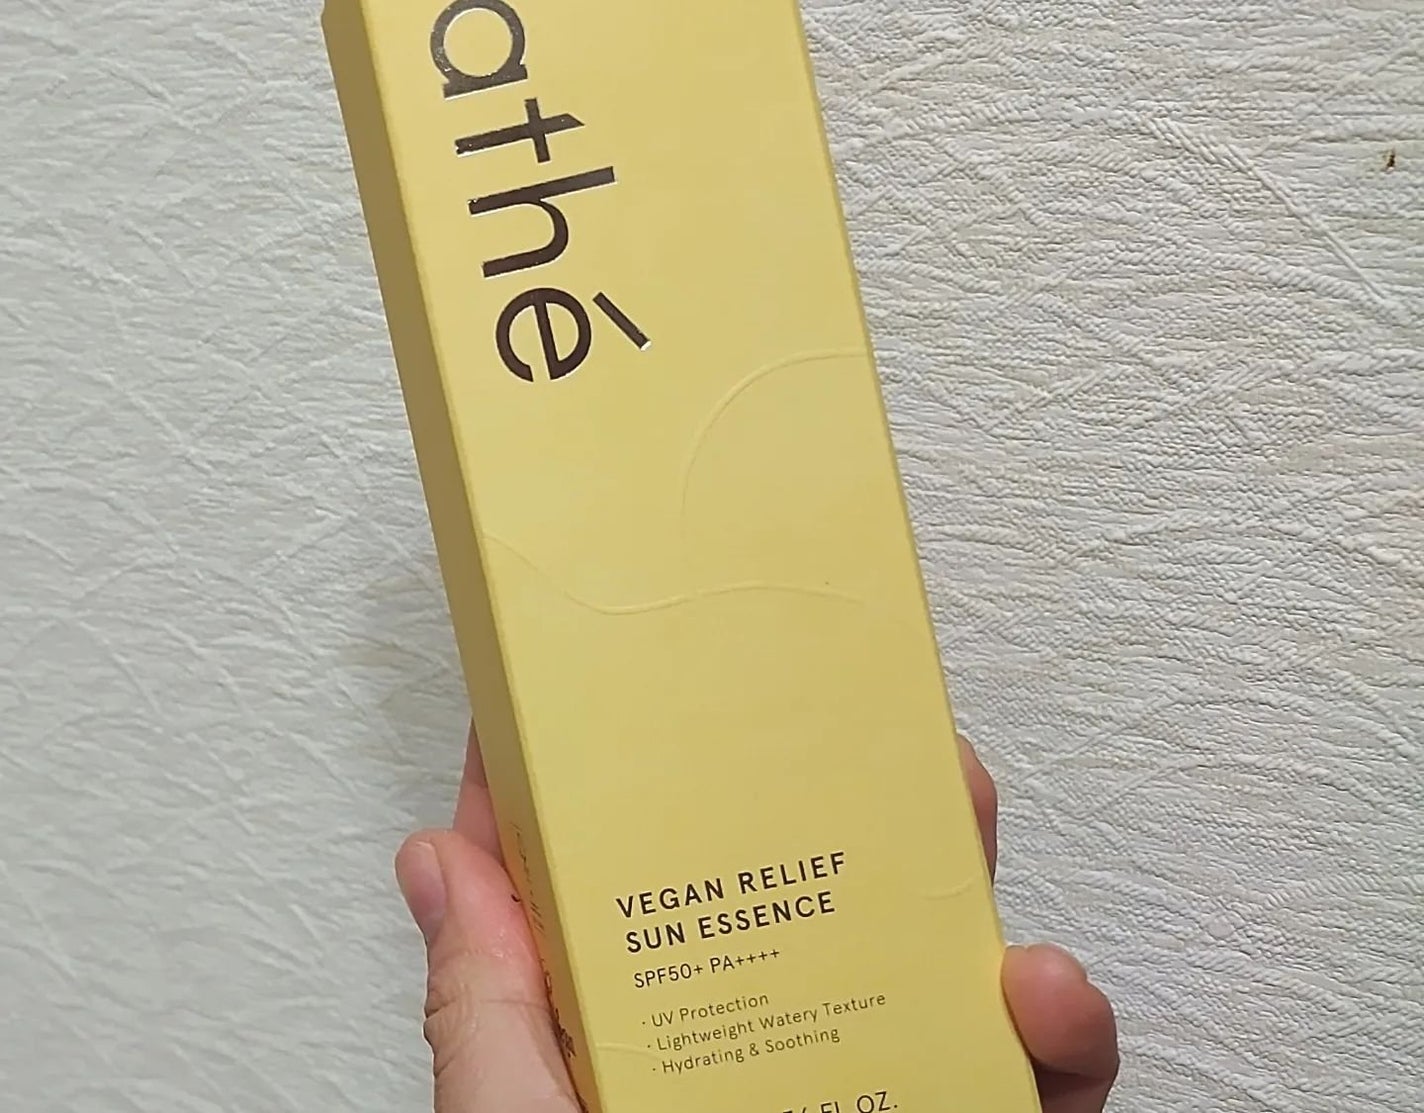 athé
VEGAN RELIEF
SUN ESSENCE
SPF50+ PA++++
· UV Protection
· Lightweight Watery Texture
· Hydrating & Soothing
FL OZ.